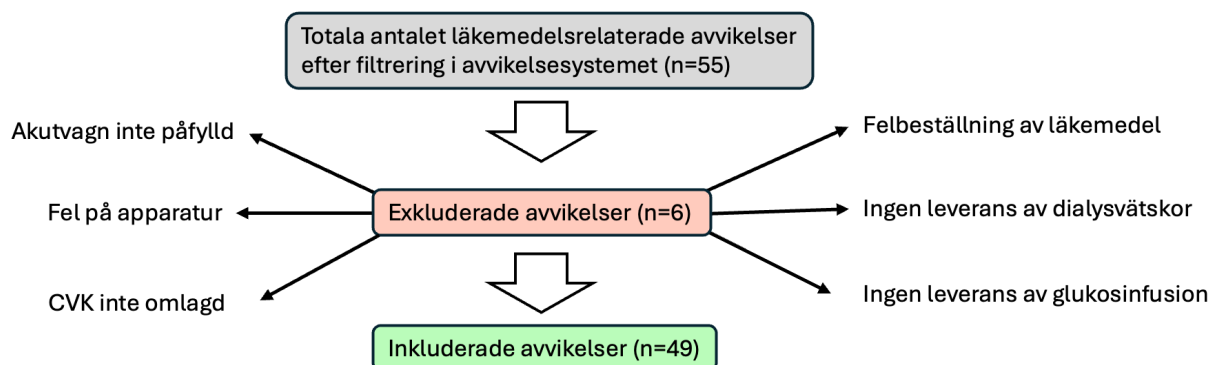 Totala antalet läkemedelsrelaterade avvikelser
efter filtrering i avvikelsesystemet (n=55)
Akutvagn inte påfylld
Felbeställning av läkemedel
Fel på apparatur
Exkluderade avvikelser (n=6)
Ingen leverans av dialysvätskor
CVK inte omlagd
Ingen leverans av glukosinfusion
Inkluderade avvikelser (n=49)